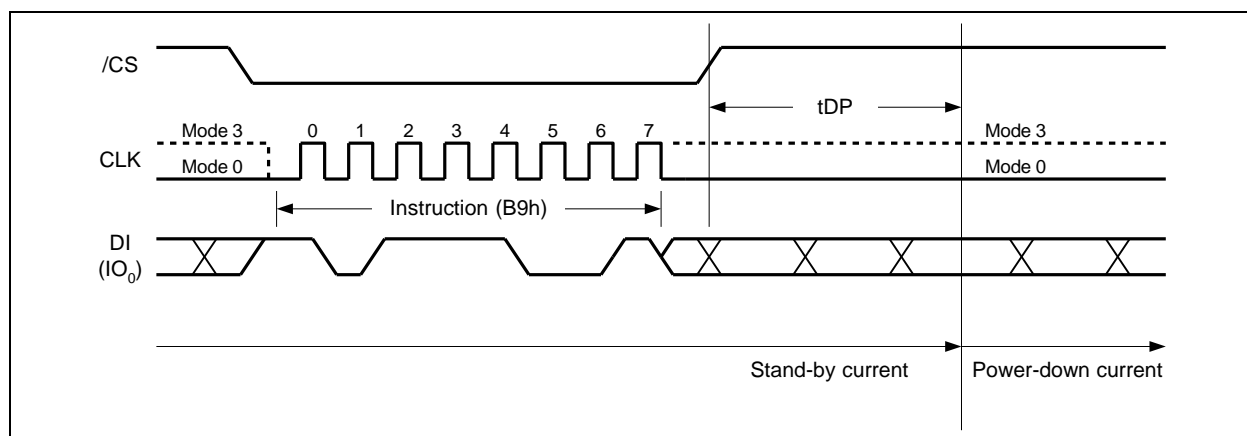 /CS
tDP
Mode 3
0 1 2 3 4 5 6 7
Mode 3
CLK
Mode 0
Mode 0
Instruction (B9h)
DI
(IO₀)
Stand-by current
Power-down current